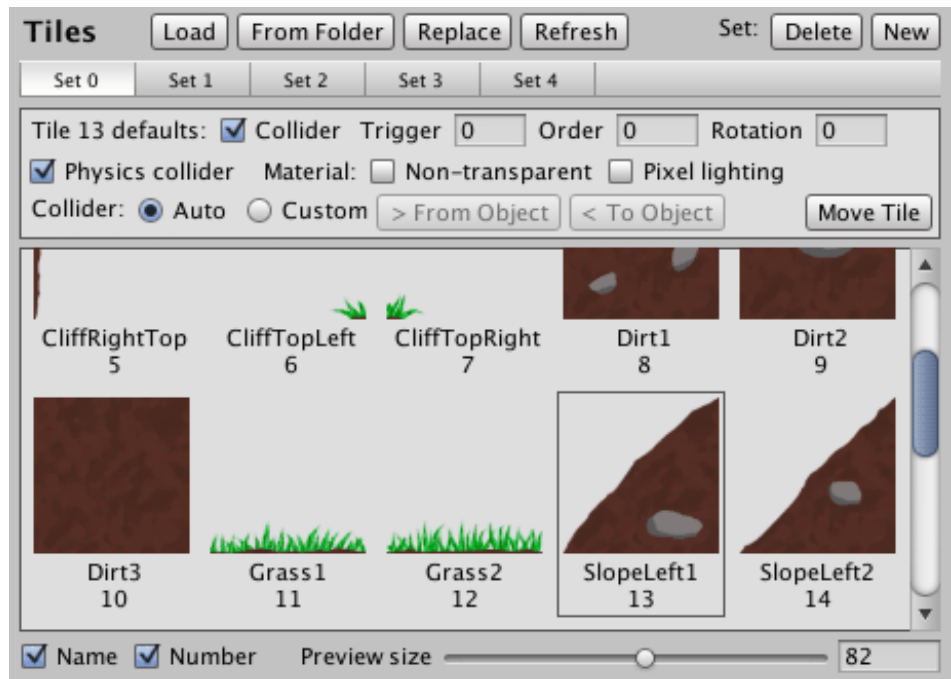 Tiles Load From Folder Replace Refresh Set: Delete New
Set 0 Set 1 Set 2 Set 3 Set 4
Tile 13 defaults: Collider Trigger 0 Order 0 Rotation 0
Physics collider Material: Non-transparent Pixel lighting
Collider: Auto Custom > From Object < To Object Move Tile
CliffRightTop CliffTopLeft CliffTopRight Dirt1 Dirt2
5 6 7 8 9
Dirt3 Grass1 Grass2 SlopeLeft1 SlopeLeft2
10 11 12 13 14
Name Number Preview size 82